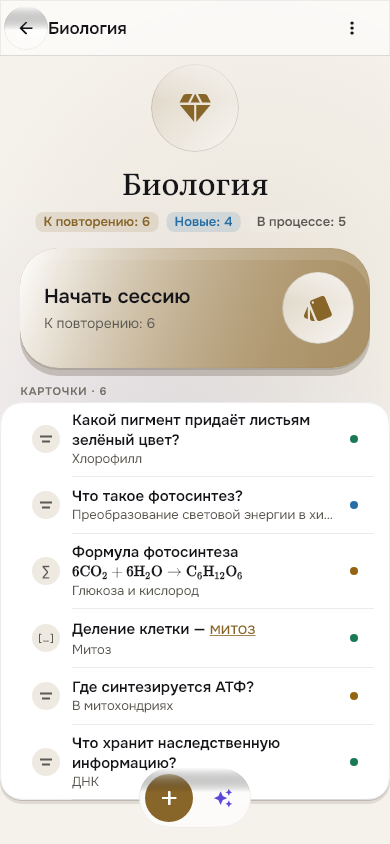 Биология
Биология
К повторению: 6
Новые: 4
В процессе: 5
Начать сессию
К повторению: 6
КАРТОЧКИ · 6
Какой пигмент придаёт листьям
зелёный цвет?
Хлорофилл
Что такое фотосинтез?
Преобразование световой энергии в хи...
Формула фотосинтеза
6CO₂ + 6H₂O → C₆H₁₂O₆
Глюкоза и кислород
[...]
Деление клетки — митоз
Митоз
Где синтезируется АТФ?
В митохондриях
Что хранит наследственную
информацию?
ДНК